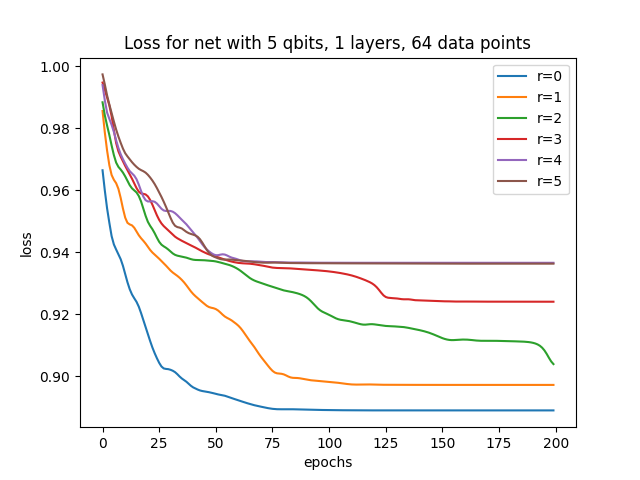 Loss for net with 5 qbits, 1 layers, 64 data points
1.00
0.98
0.96
0.94
0.92
0.90
loss
0
25
50
75
100
125
150
175
200
epochs
r=0
r=1
r=2
r=3
r=4
r=5